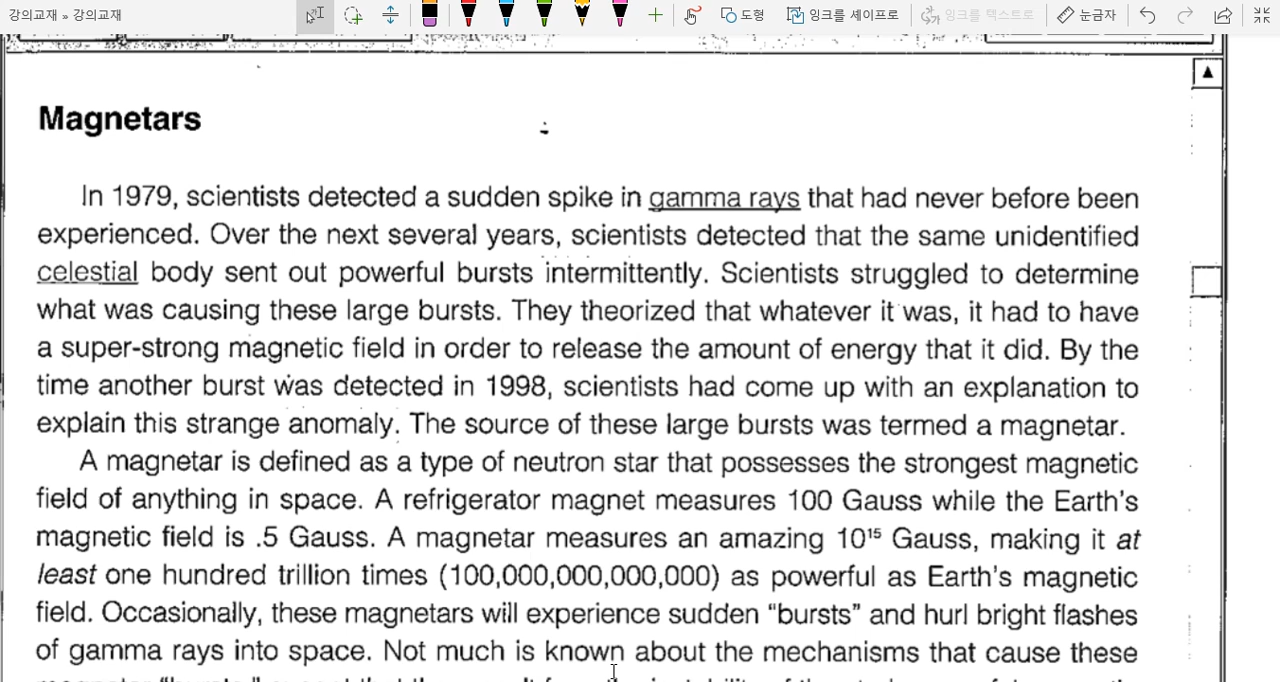 강의교재 » 강의교재 도형 잉크를 셰이프로 잉크를 텍스트로 눈금자
Magnetars
In 1979, scientists detected a sudden spike in gamma rays that had never before been
experienced. Over the next several years, scientists detected that the same unidentified
celestial body sent out powerful bursts intermittently. Scientists struggled to determine
what was causing these large bursts. They theorized that whatever it was, it had to have
a super-strong magnetic field in order to release the amount of energy that it did. By the
time another burst was detected in 1998, scientists had come up with an explanation to
explain this strange anomaly. The source of these large bursts was termed a magnetar.
A magnetar is defined as a type of neutron star that possesses the strongest magnetic
field of anything in space. A refrigerator magnet measures 100 Gauss while the Earth's
magnetic field is .5 Gauss. A magnetar measures an amazing 10¹⁵ Gauss, making it at
least one hundred trillion times (100,000,000,000,000) as powerful as Earth's magnetic
field. Occasionally, these magnetars will experience sudden “bursts” and hurl bright flashes
of gamma rays into space. Not much is known about the mechanisms that cause these